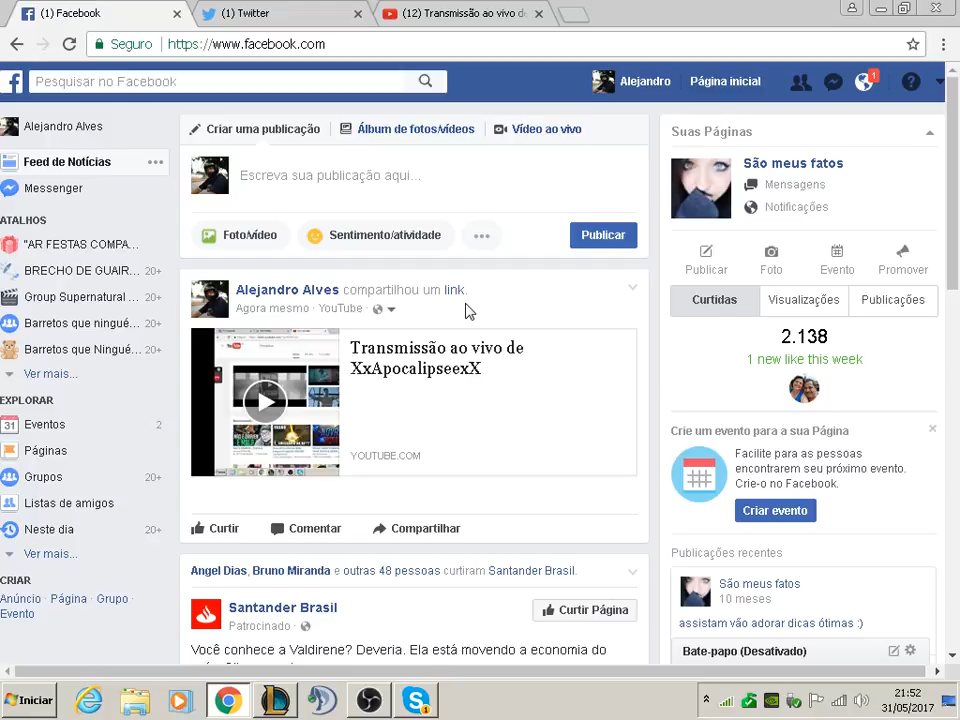 (1) Facebook
(1) Twitter
(12) Transmissão ao vivo d
Seguro https://www.facebook.com
Pesquisar no Facebook
Alejandro
Página inicial
1
Alejandro Alves
Feed de Notícias
Messenger
ATALHOS
"AR FESTAS COMPA...
BRECHO DE GUAIR... 20+
Group Supernatural ... 20+
Barretos que ningué... 20+
Barretos que Ningué... 20+
Ver mais...
EXPLORAR
Eventos 2
Páginas
Grupos 20+
Listas de amigos
Neste dia 20+
Ver mais...
CRIAR
Anúncio · Página · Grupo ·
Evento
Criar uma publicação
Álbum de fotos/vídeos
Vídeo ao vivo
Escreva sua publicação aqui...
Foto/vídeo
Sentimento/atividade
Publicar
Alejandro Alves compartilhou um link.
Agora mesmo · YouTube ·
Transmissão ao vivo de
XxApocalipseexX
YOUTUBE.COM
Curtir
Comentar
Compartilhar
Angel Dias, Bruno Miranda e outras 48 pessoas curtiram Santander Brasil.
Santander Brasil
Patrocinado ·
Curtir Página
Você conhece a Valdirene? Deveria. Ela está movendo a economia do
Suas Páginas
São meus fatos
Mensagens
Notificações
Publicar
Foto
Evento
Promover
Curtidas
Visualizações
Publicações
2.138
1 new like this week
Crie um evento para a sua Página
Facilite para as pessoas
encontrarem seu próximo evento.
Crie-o no Facebook.
Criar evento
Publicações recentes
São meus fatos
10 meses
assistam vão adorar dicas ótimas :)
Bate-papo (Desativado)
Iniciar
21:52
31/05/2017